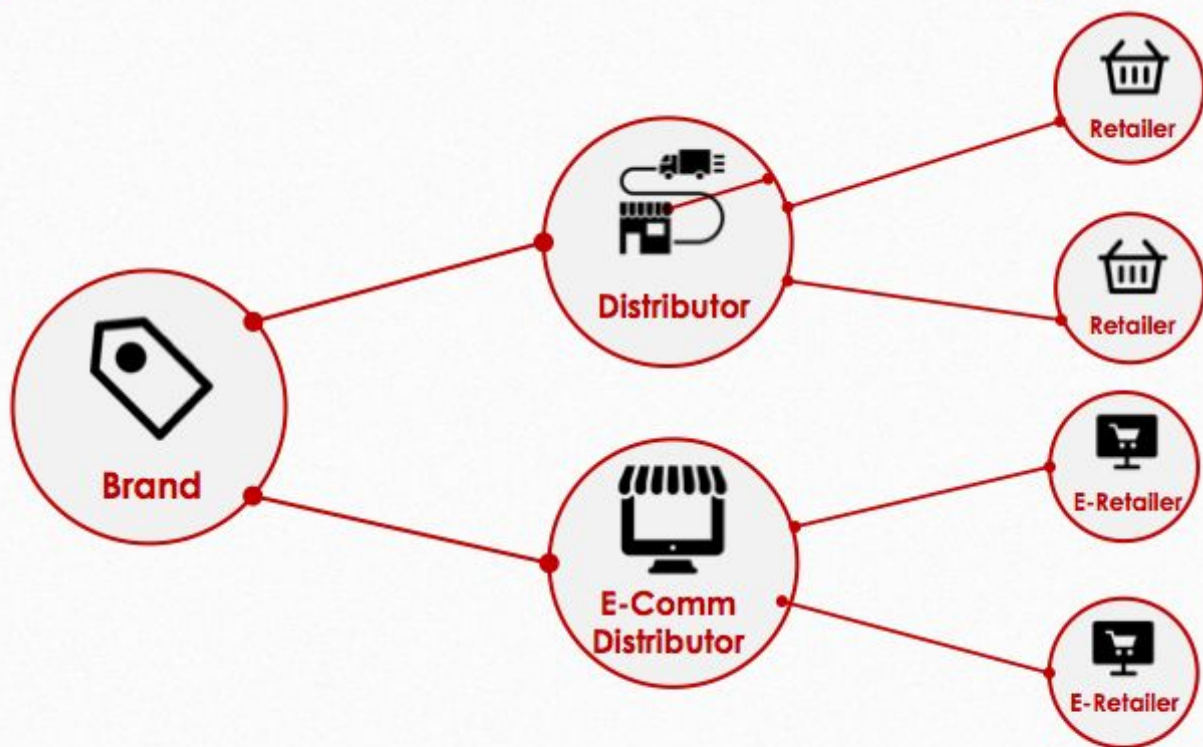 Retailer
Distributor
Retailer
Brand
E-Retailer
E-Comm
Distributor
E-Retailer